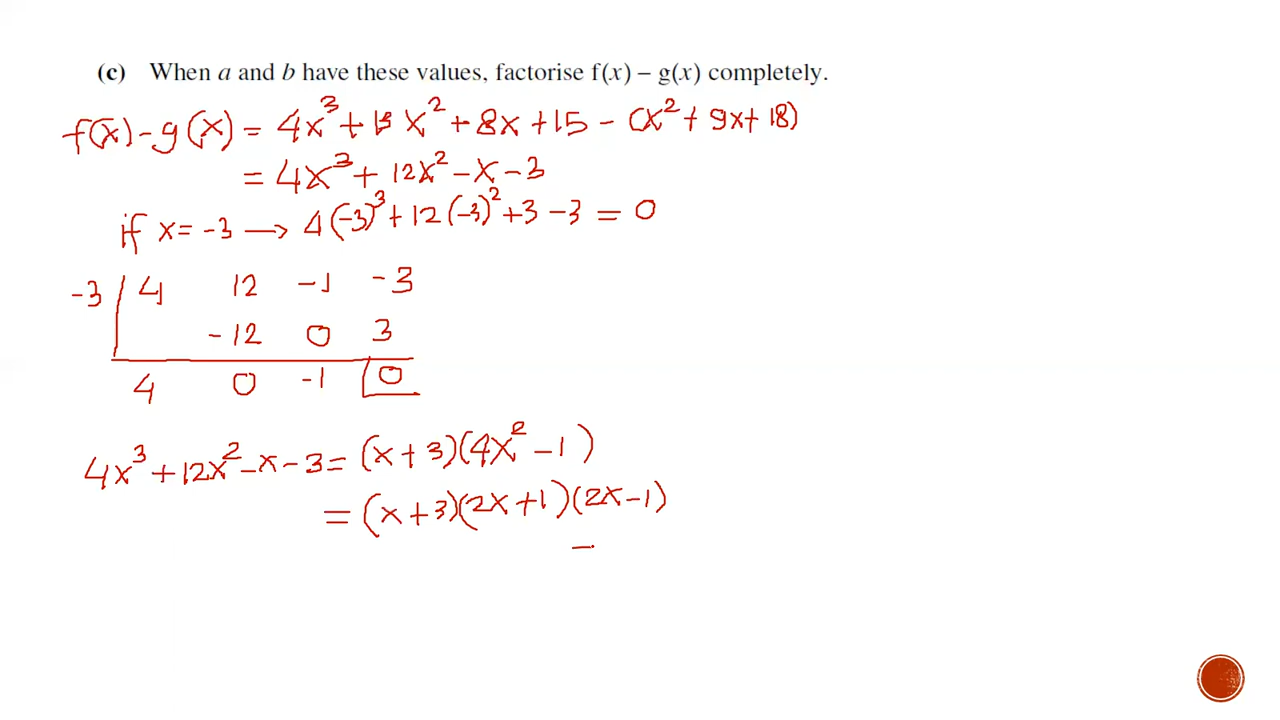 (c) When a and b have these values, factorise f(x) – g(x) completely.
f(x) - g(x) = 4x³ + 13x² + 8x + 15 - (x² + 9x + 18)
= 4x³ + 12x² - x - 3
if x = -3 → 4(-3)³ + 12(-3)² + 3 - 3 = 0
-3 | 4 12 -1 -3
-12 0 3
4 0 -1 0
4x³ + 12x² - x - 3 = (x + 3)(4x² - 1)
= (x + 3)(2x + 1)(2x - 1)